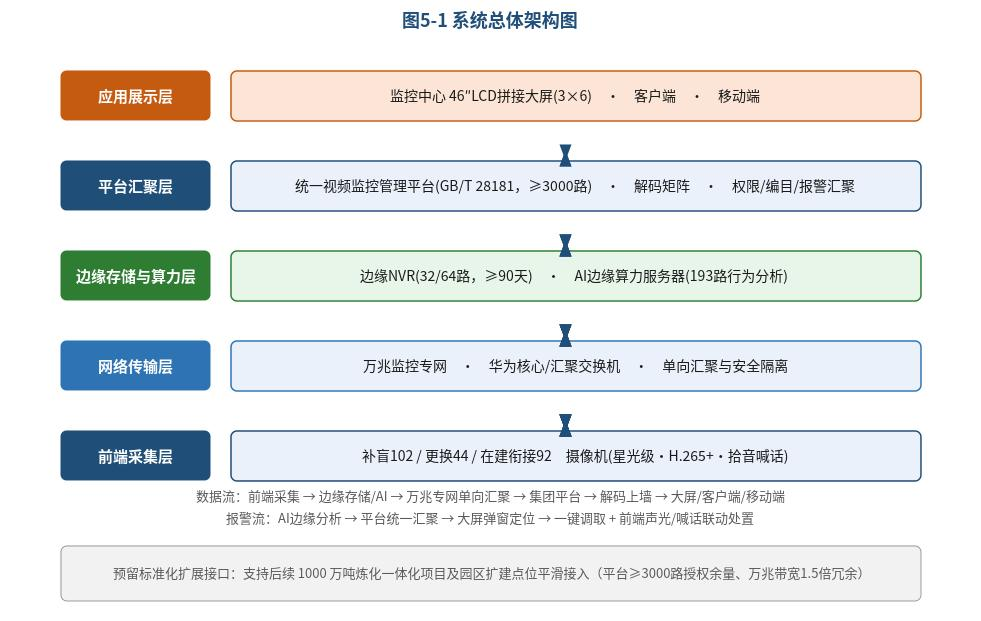 图5-1 系统总体架构图
应用展示层
监控中心 46"LCD拼接大屏(3×6) · 客户端 · 移动端
平台汇聚层
统一视频监控管理平台(GB/T 28181，≥3000路) · 解码矩阵 · 权限/编目/报警汇聚
边缘存储与算力层
边缘NVR(32/64路，≥90天) · AI边缘算力服务器(193路行为分析)
网络传输层
万兆监控专网 · 华为核心/汇聚交换机 · 单向汇聚与安全隔离
前端采集层
补盲102 / 更换44 / 在建衔接92 摄像机(星光级·H.265+·拾音喊话)
数据流：前端采集→边缘存储/AI→万兆专网单向汇聚→集团平台→解码上墙→大屏/客户端/移动端
报警流：AI边缘分析→平台统一汇聚→大屏弹窗定位→一键调取 + 前端声光/喊话联动处置
预留标准化扩展接口：支持后续 1000 万吨炼化一体化项目及园区扩建点位平滑接入（平台≥3000路授权余量、万兆带宽1.5倍冗余）